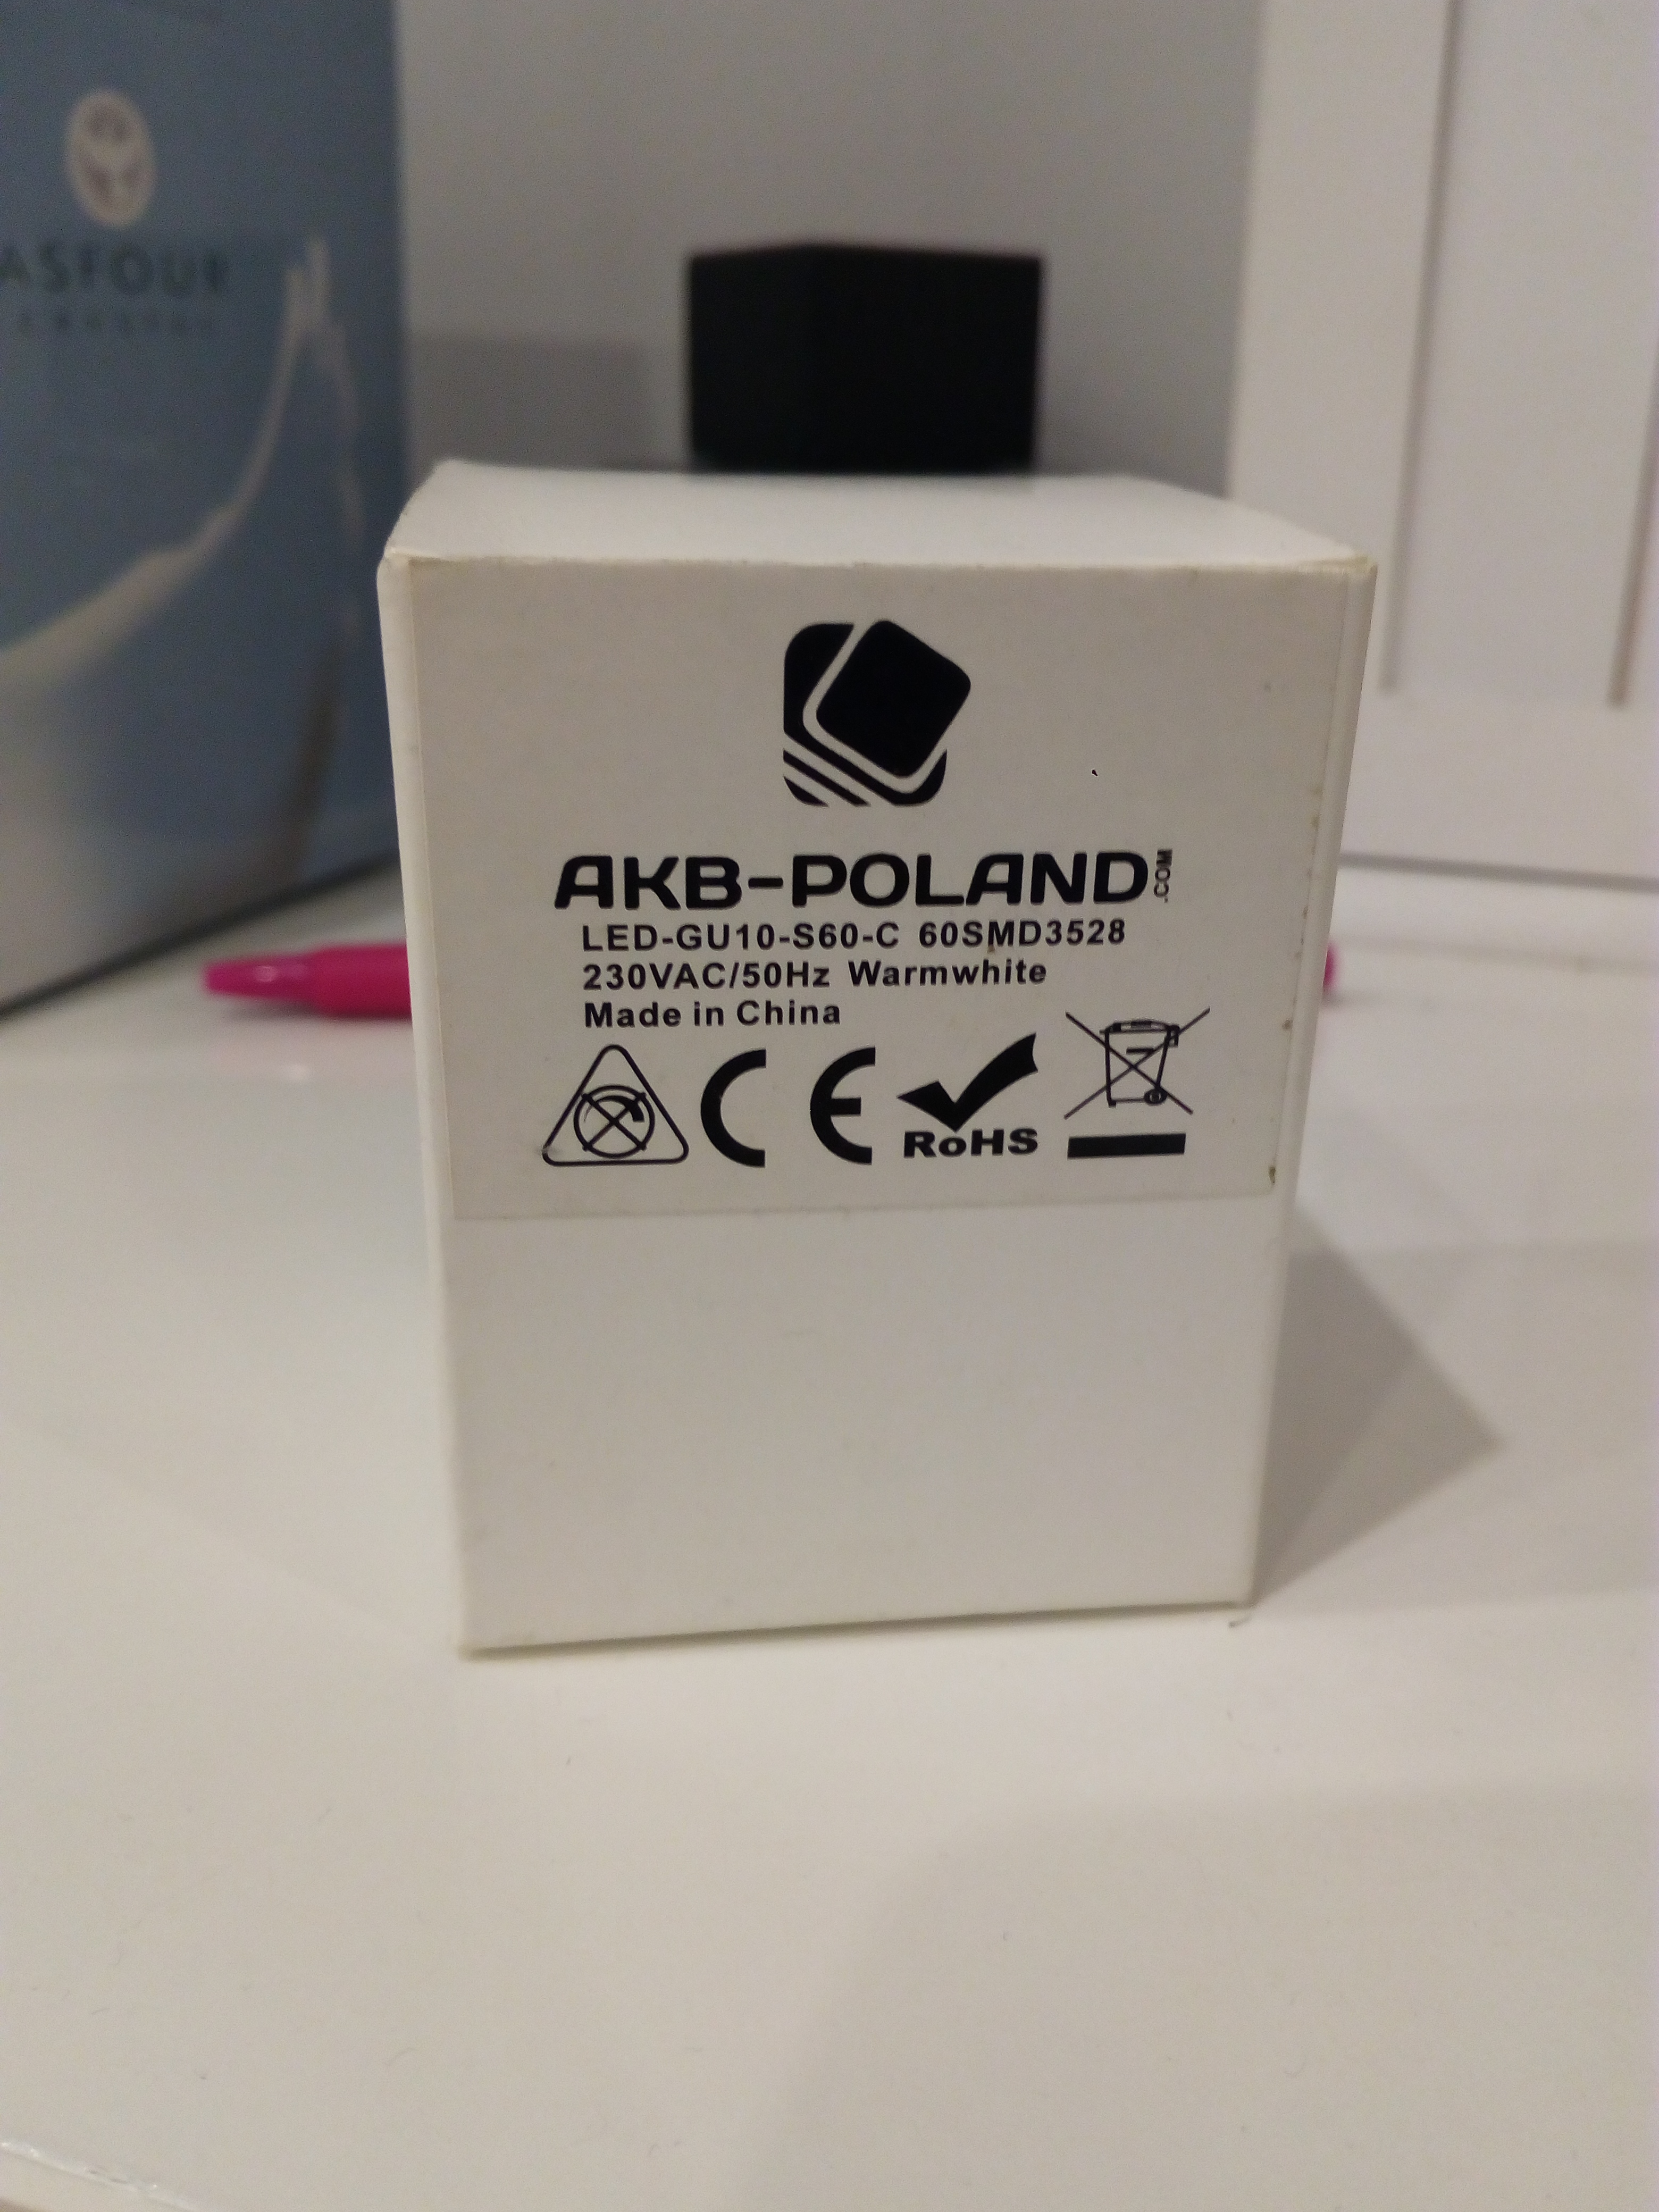 ASFOUR
AKB-POLAND.COM
LED-GU10-S60-C 60SMD3528
230VAC/50Hz Warmwhite
Made in China
CE
RoHS